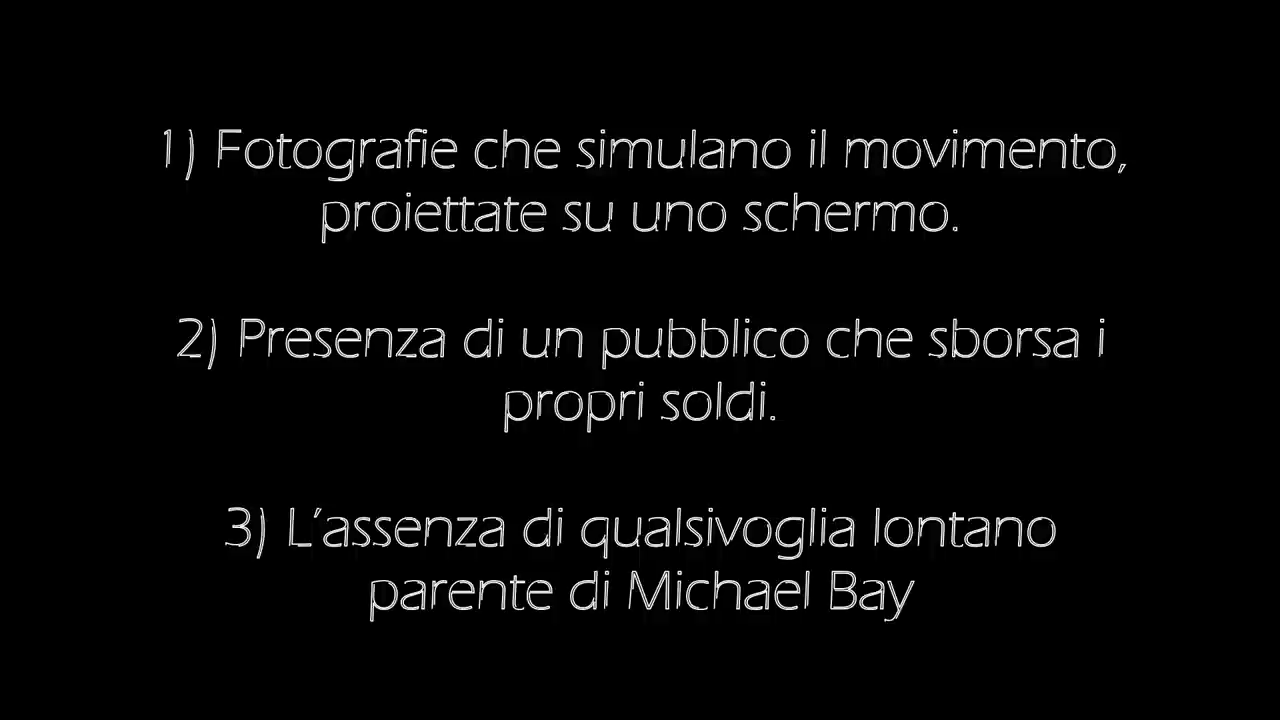 1) Fotografie che simulano il movimento,
proiettate su uno schermo.
2) Presenza di un pubblico che sborsa i
propri soldi.
3) L'assenza di qualsivoglia lontano
parente di Michael Bay